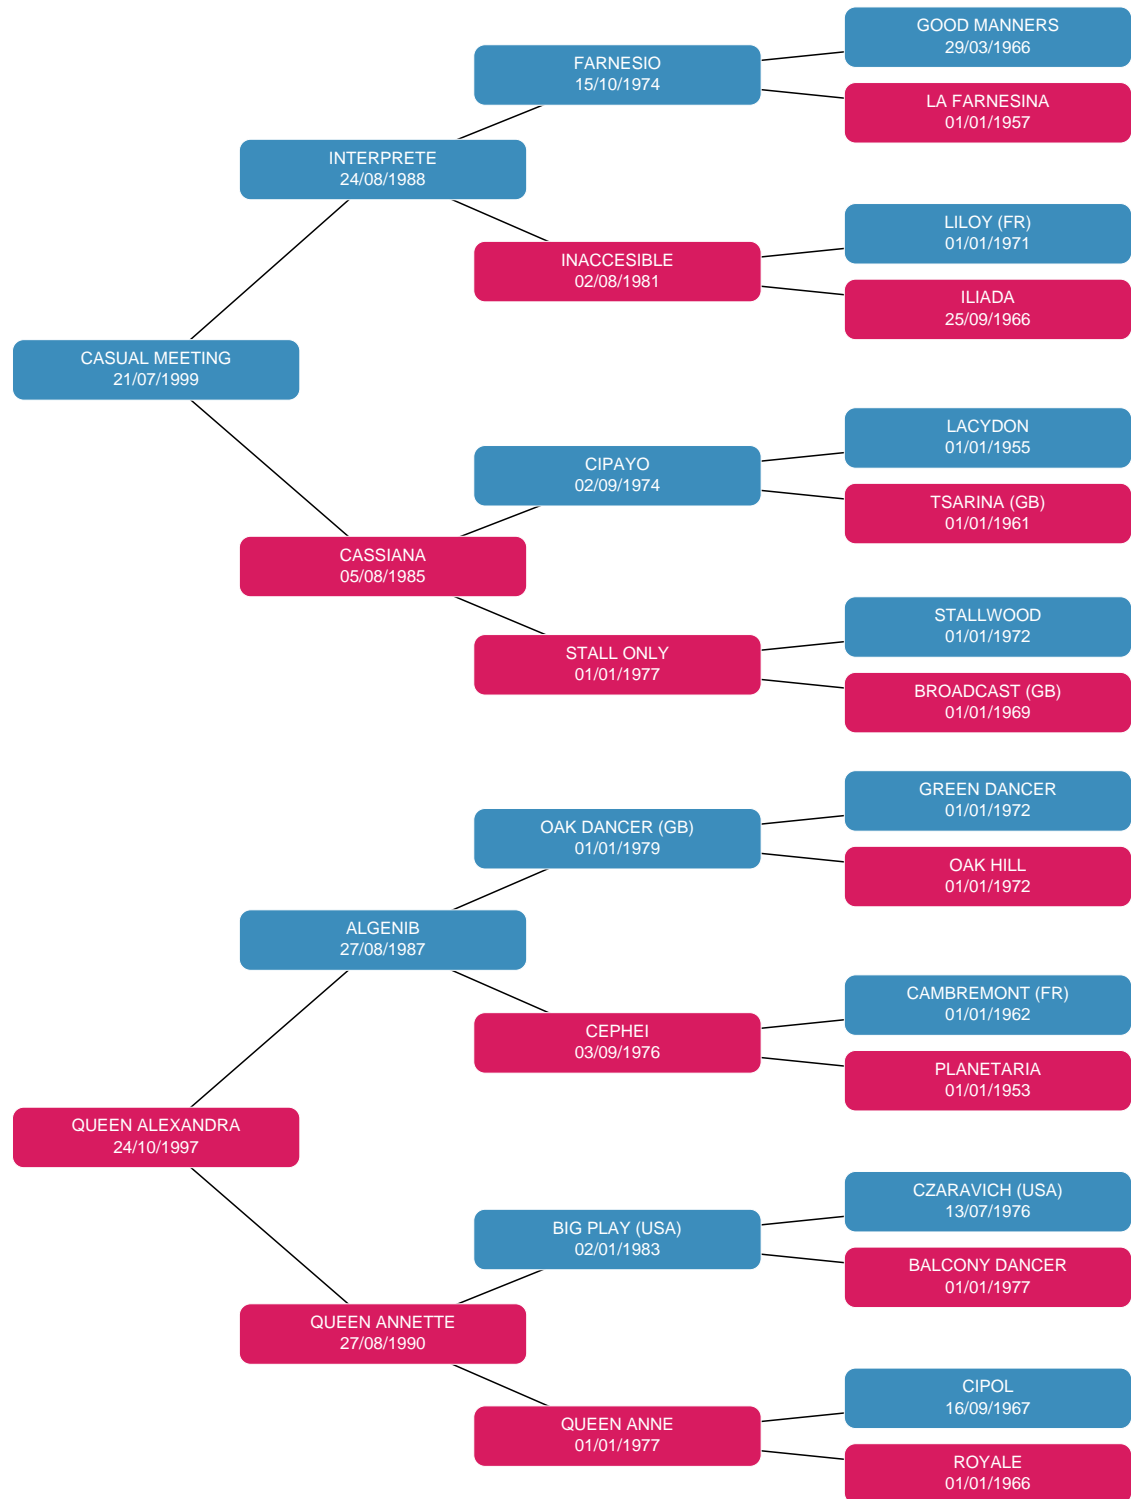 GOOD MANNERS
29/03/1966
FARNESIO
15/10/1974
LA FARNESINA
01/01/1957
INTERPRETE
24/08/1988
LILOY (FR)
01/01/1971
INACCESIBLE
02/08/1981
ILIADA
25/09/1966
CASUAL MEETING
21/07/1999
LACYDON
01/01/1955
CIPAYO
02/09/1974
TSARINA (GB)
01/01/1961
CASSIANA
05/08/1985
STALLWOOD
01/01/1972
STALL ONLY
01/01/1977
BROADCAST (GB)
01/01/1969
GREEN DANCER
01/01/1972
OAK DANCER (GB)
01/01/1979
OAK HILL
01/01/1972
ALGENIB
27/08/1987
CAMBREMONT (FR)
01/01/1962
CEPHEI
03/09/1976
PLANETARIA
01/01/1953
QUEEN ALEXANDRA
24/10/1997
CZARAVICH (USA)
13/07/1976
BIG PLAY (USA)
02/01/1983
BALCONY DANCER
01/01/1977
QUEEN ANNETTE
27/08/1990
CIPOL
16/09/1967
QUEEN ANNE
01/01/1977
ROYALE
01/01/1966